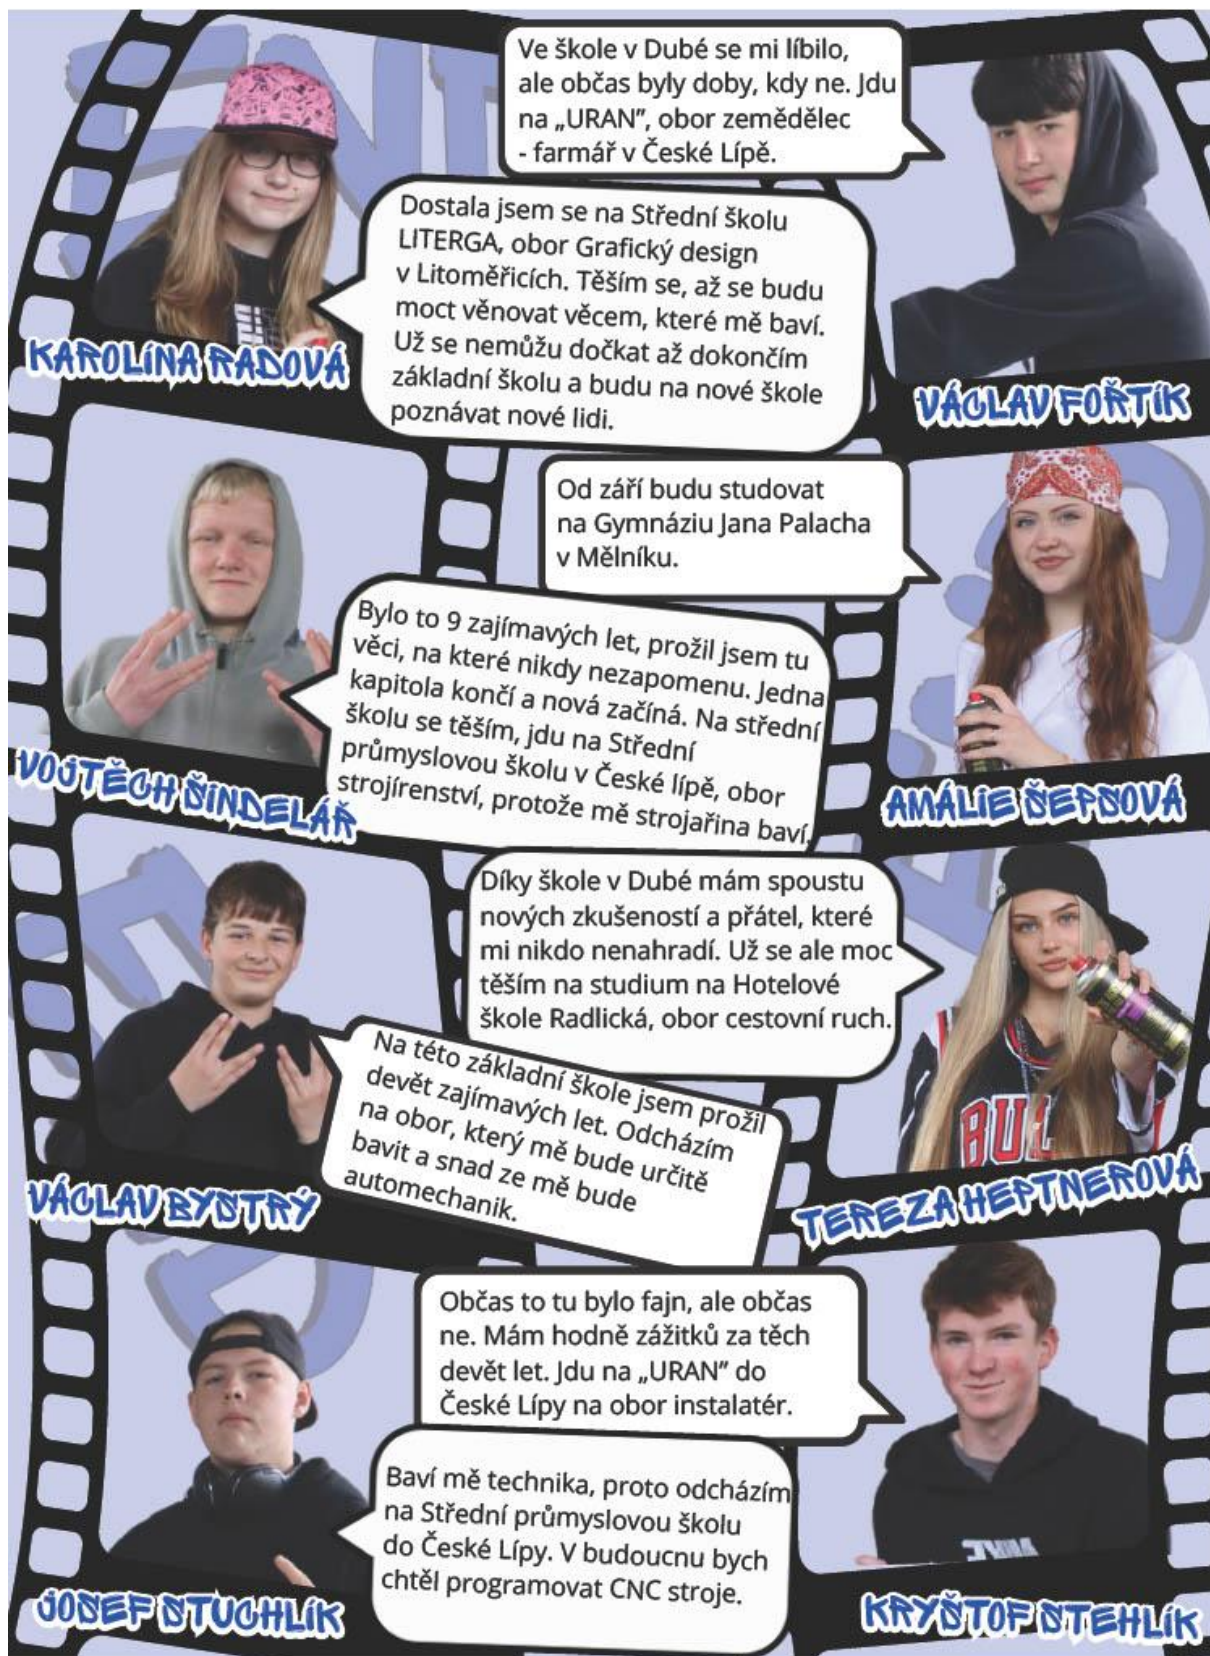 Ve škole v Dubé se mi líbilo,
ale občas byly doby, kdy ne. Jdu
na „URAN”, obor zemědělec
- farmář v České Lípě.
VÁCLAV FOŘTÍK
Dostala jsem se na Střední školu
LITERGA, obor Grafický design
v Litoměřicích. Těším se, až se budu
moct věnovat věcem, které mě baví.
Už se nemůžu dočkat až dokončím
základní školu a budu na nové škole
poznávat nové lidi.
KAROLÍNA RADOVÁ
Od září budu studovat
na Gymnáziu Jana Palacha
v Mělníku.
AMÁLIE ŠEPSOVÁ
Bylo to 9 zajímavých let, prožil jsem tu
věci, na které nikdy nezapomenu. Jedna
kapitola končí a nová začíná. Na střední
školu se těším, jdu na Střední
průmyslovou školu v České lípě, obor
strojírenství, protože mě strojařina baví.
VOJTĚCH ŠINDELÁŘ
Díky škole v Dubé mám spoustu
nových zkušeností a přátel, které
mi nikdo nenahradí. Už se ale moc
těším na studium na Hotelové
škole Radlická, obor cestovní ruch.
BUL
TEREZA HEPTNEROVÁ
Na této základní škole jsem prožil
devět zajímavých let. Odcházím
na obor, který mě bude určitě
bavit a snad ze mě bude
automechanik.
VÁCLAV BYSTRÝ
Občas to tu bylo fajn, ale občas
ne. Mám hodně zážitků za těch
devět let. Jdu na „URAN” do
České Lípy na obor instalatér.
KRYŠTOF STEHLÍK
Baví mě technika, proto odcházím
na Střední průmyslovou školu
do České Lípy. V budoucnu bych
chtěl programovat CNC stroje.
JOSEF STUCHLÍK